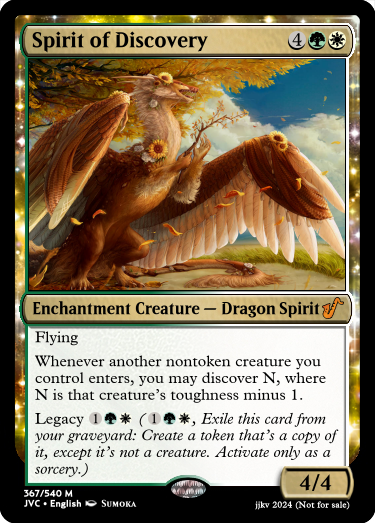 Spirit of Discovery 4
Enchantment Creature — Dragon Spirit
Flying
Whenever another nontoken creature you
control enters, you may discover N, where
N is that creature's toughness minus 1.
Legacy 1 ( 1 , Exile this card from
your graveyard: Create a token that's a copy of
it, except it's not a creature. Activate only as a
sorcery.)
4/4
367/540 M
JVC • English SUMOKA
jjkv 2024 (Not for sale)